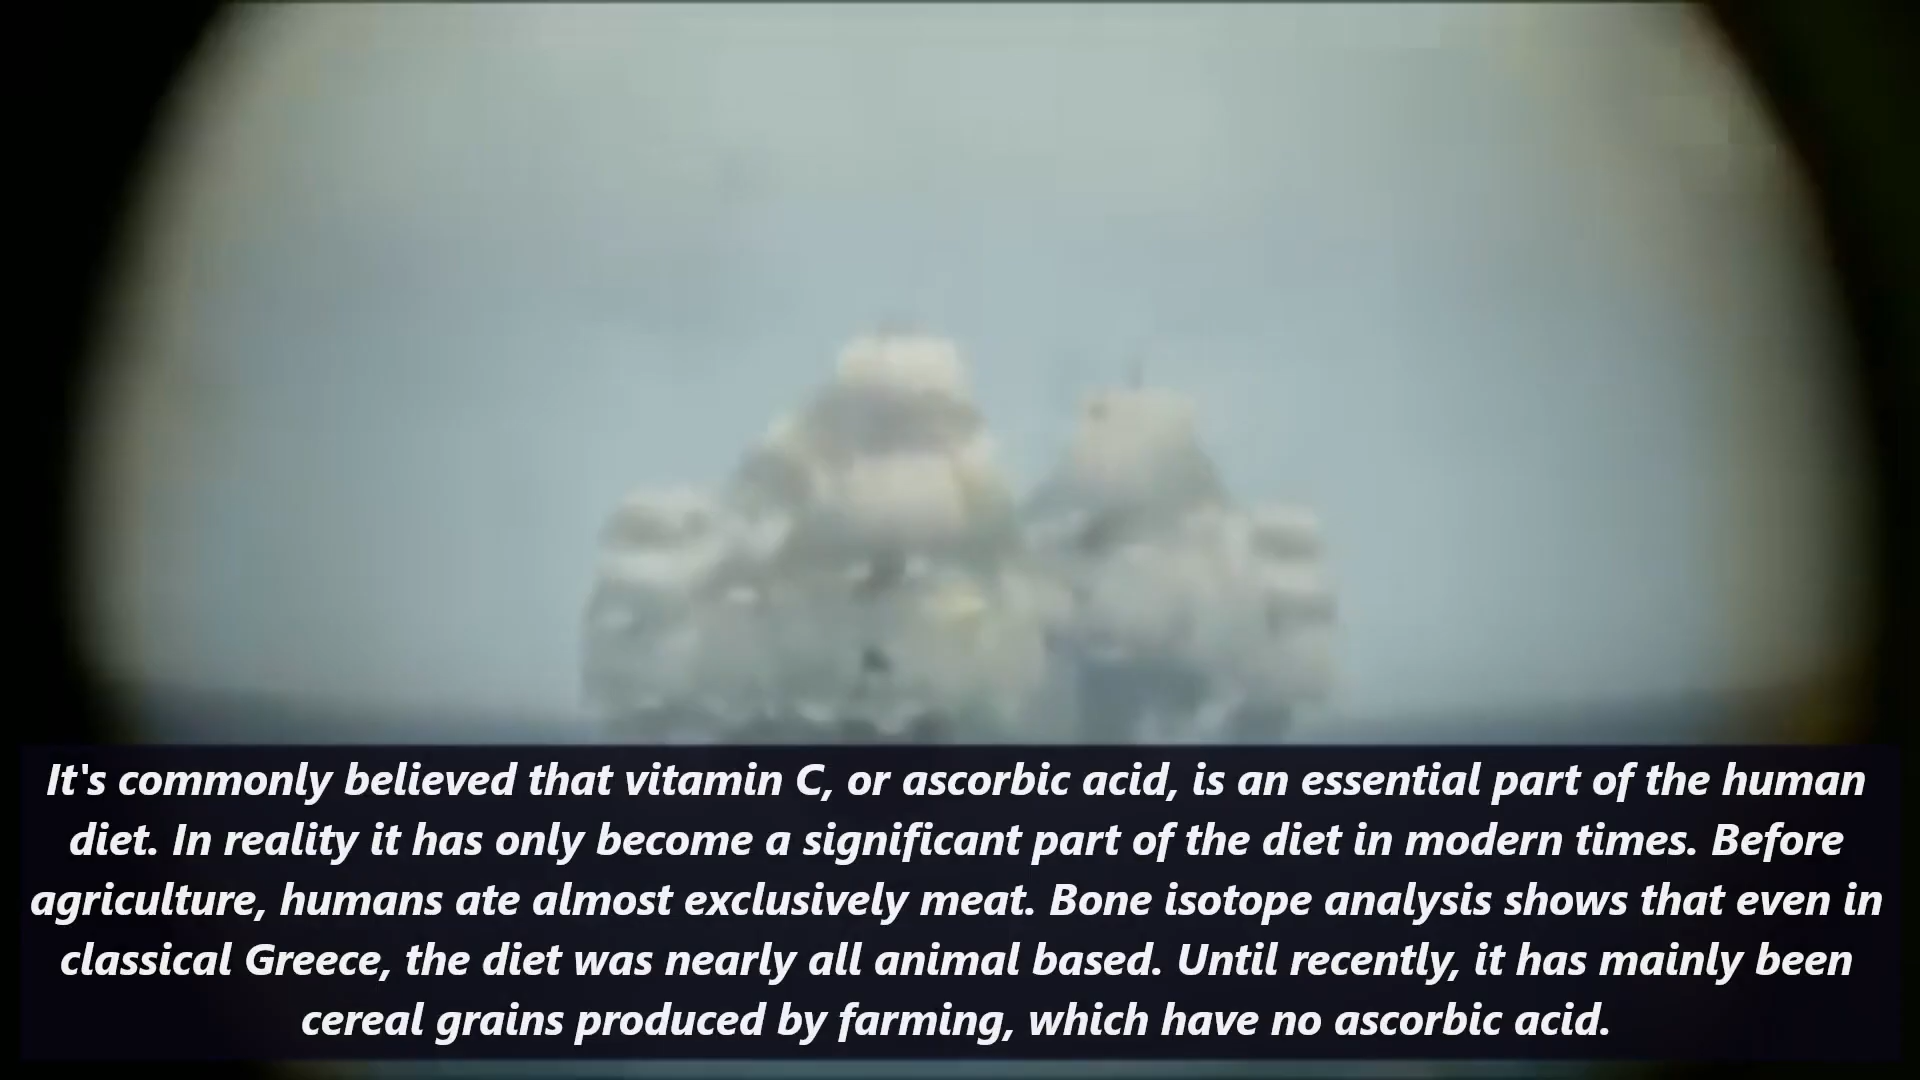 It's commonly believed that vitamin C, or ascorbic acid, is an essential part of the human
diet. In reality it has only become a significant part of the diet in modern times. Before
agriculture, humans ate almost exclusively meat. Bone isotope analysis shows that even in
classical Greece, the diet was nearly all animal based. Until recently, it has mainly been
cereal grains produced by farming, which have no ascorbic acid.